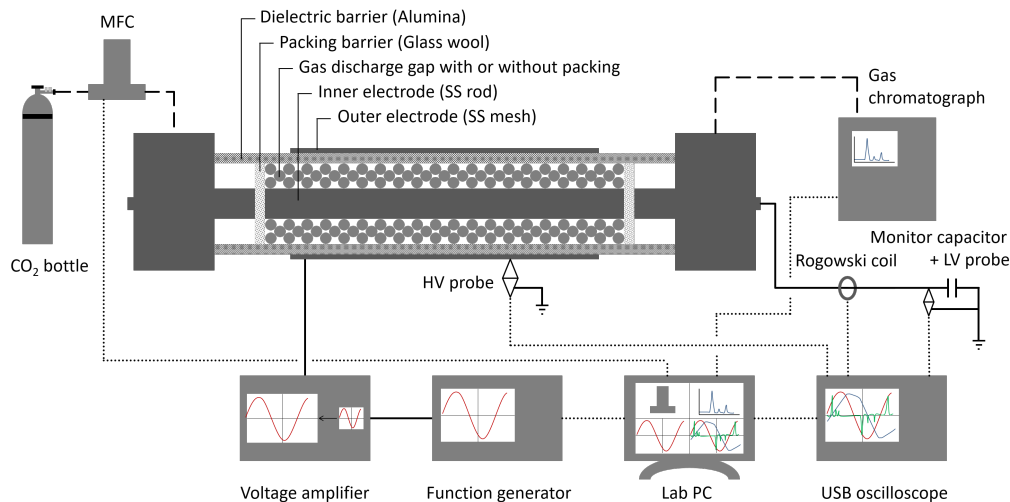 MFC
Dielectric barrier (Alumina)
Packing barrier (Glass wool)
Gas discharge gap with or without packing
Inner electrode (SS rod)
Outer electrode (SS mesh)
Gas
chromatograph
CO₂ bottle
HV probe
Rogowski coil
Monitor capacitor
+ LV probe
Voltage amplifier
Function generator
Lab PC
USB oscilloscope